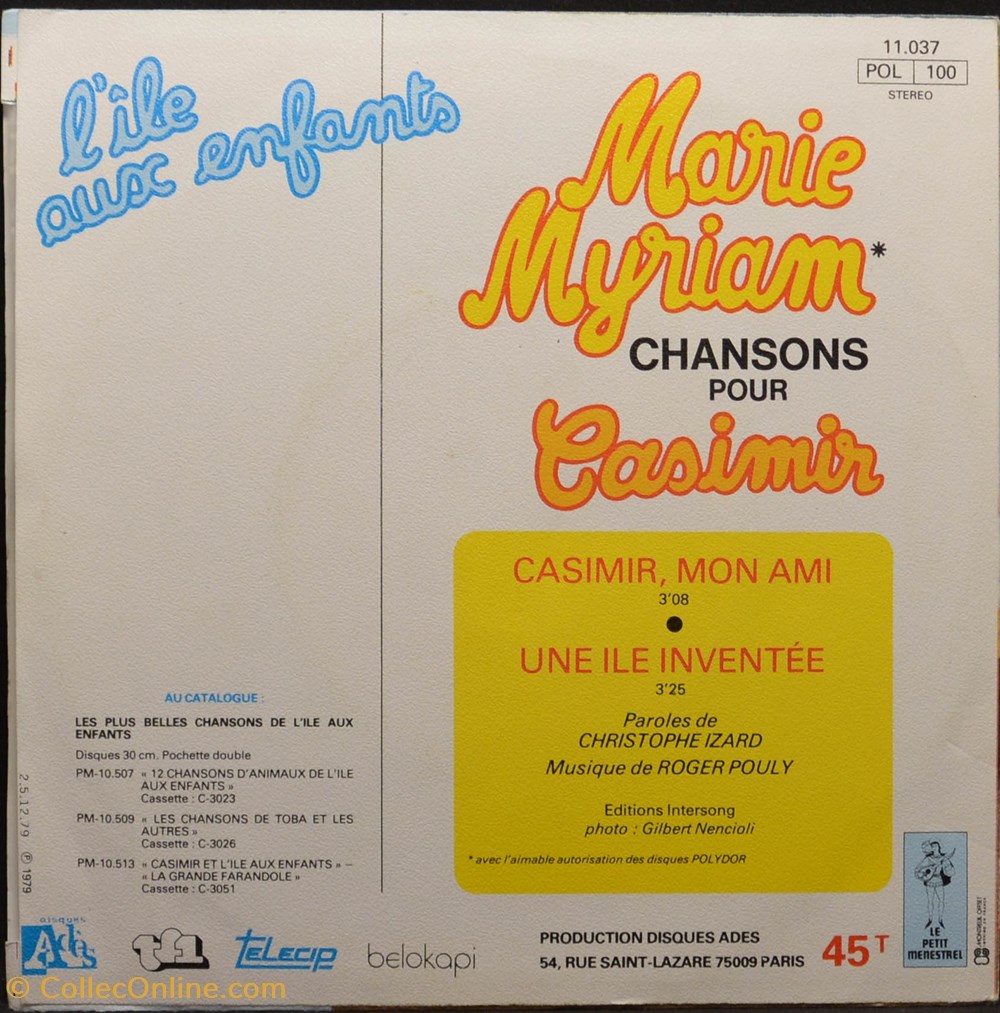 l'île
aux enfants
11.037
POL 100
STEREO
Marie
Myriam*
CHANSONS
POUR
Casimir
CASIMIR, MON AMI
3'08
●
UNE ILE INVENTÉE
3'25
Paroles de
CHRISTOPHE IZARD
Musique de ROGER POULY
Editions Intersong
photo : Gilbert Nencioli
* avec l'aimable autorisation des disques POLYDOR
AU CATALOGUE :
LES PLUS BELLES CHANSONS DE L'ILE AUX
ENFANTS
Disques 30 cm. Pochette double
PM-10.507 « 12 CHANSONS D'ANIMAUX DE L'ILE
AUX ENFANTS »
Cassette : C-3023
PM-10.509 « LES CHANSONS DE TOBA ET LES
AUTRES »
Cassette : C-3026
PM-10.513 « CASIMIR ET L'ILE AUX ENFANTS » –
« LA GRANDE FARANDOLE »
Cassette : C-3051
2.5.12.79 Ⓟ 1979
DISQUES
Adès
tf1
TELECIP
belokapi
PRODUCTION DISQUES ADES
54, RUE SAINT-LAZARE 75009 PARIS
45T
LE
PETIT
MENESTREL
MONTREUIL OFFSET
© CollecOnline.com